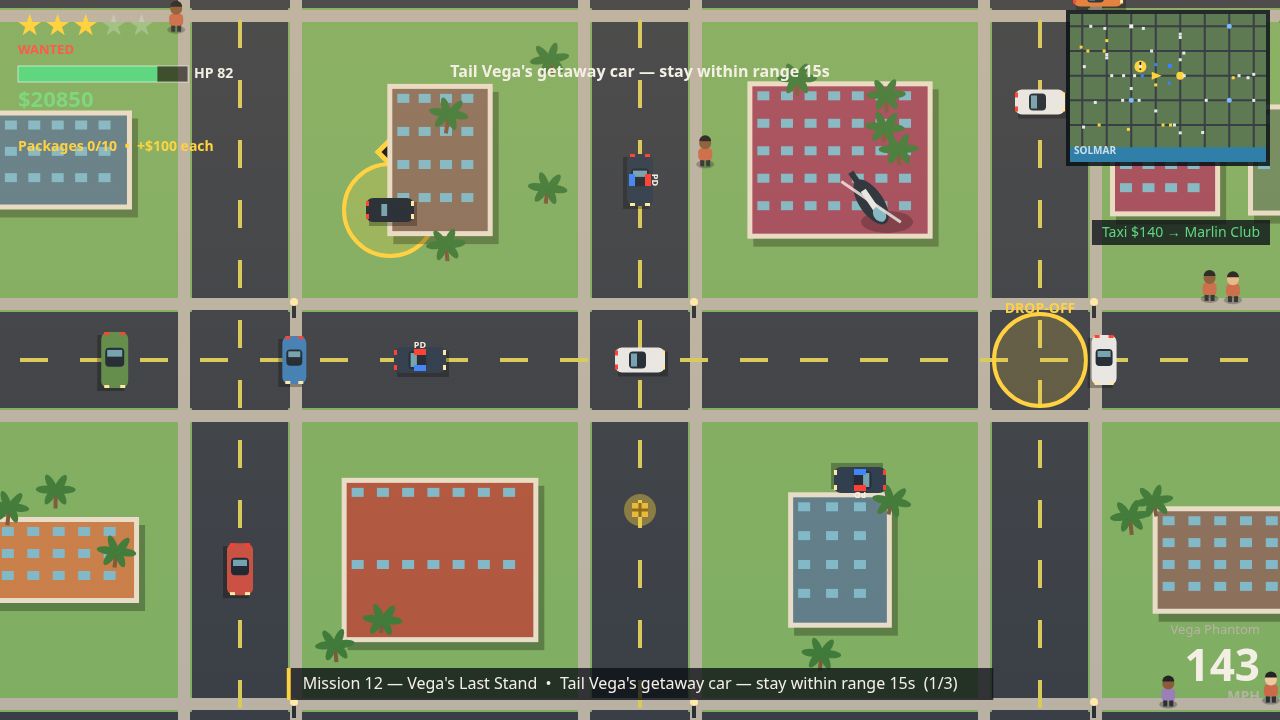 WANTED
HP 82
$20850
Packages 0/10 • +$100 each
Tail Vega's getaway car — stay within range 15s
SOLMAR
Taxi $140 → Marlin Club
PD
DROP-OFF
PD
PD
Vega Phantom
143
MPH
Mission 12 — Vega's Last Stand • Tail Vega's getaway car — stay within range 15s (1/3)